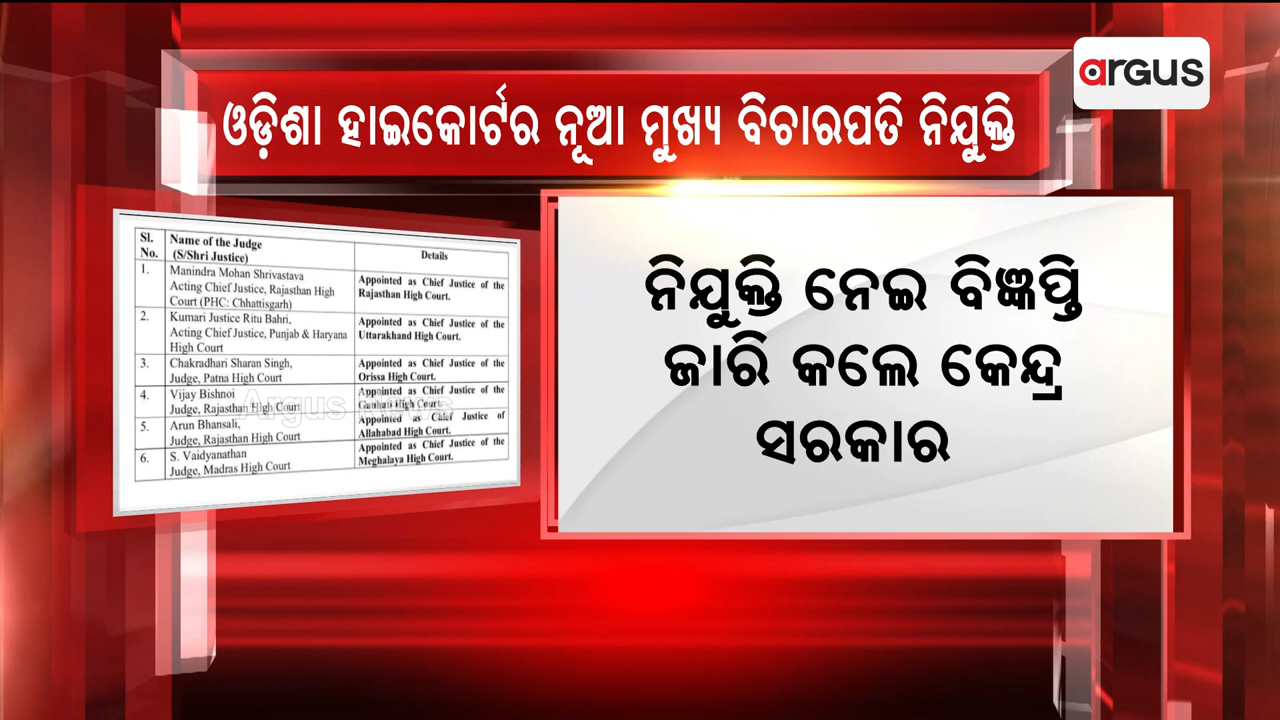 argus
ଓଡ଼ିଶା ହାଇକୋର୍ଟର ନୂଆ ମୁଖ୍ୟ ବିଚାରପତି ନିଯୁକ୍ତି
Sl. No. Name of the Judge (S/Shri Justice) Details
1. Manindra Mohan Shrivastava
Acting Chief Justice, Rajasthan High
Court (PHC: Chhattisgarh)
Appointed as Chief Justice of the
Rajasthan High Court.
2. Kumari Justice Ritu Bahri,
Acting Chief Justice, Punjab & Haryana
High Court
Appointed as Chief Justice of the
Uttarakhand High Court.
3. Chakradhari Sharan Singh,
Judge, Patna High Court
Appointed as Chief Justice of the
Orissa High Court.
4. Vijay Bishnoi
Judge, Rajasthan High Court
Appointed as Chief Justice of the
Gauhati High Court.
5. Arun Bhansali,
Judge, Rajasthan High Court
Appointed as Chief Justice of
Allahabad High Court.
6. S. Vaidyanathan
Judge, Madras High Court
Appointed as Chief Justice of the
Meghalaya High Court.
Argus News
ନିଯୁକ୍ତି ନେଇ ବିଜ୍ଞପ୍ତି
ଜାରି କଲେ କେନ୍ଦ୍ର
ସରକାର